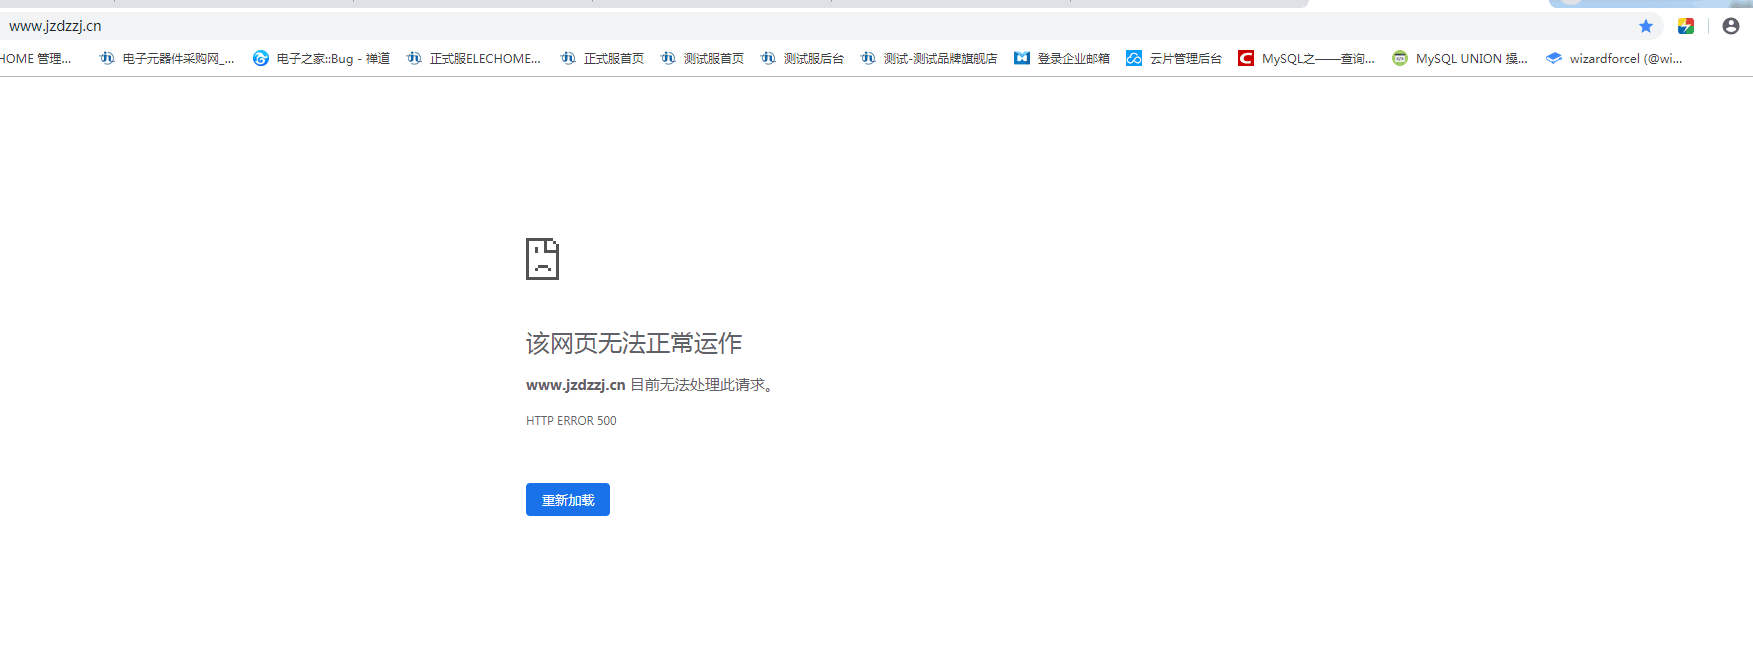 www.jzdzzj.cn
HOME 管理... 电子元器件采购网_... 电子之家::Bug - 禅道 正式服ELECHOME... 正式服首页 测试服首页 测试服后台 测试-测试品牌旗舰店 登录企业邮箱 云片管理后台 MySQL之——查询... MySQL UNION 操... wizardforcel (@wi...
该网页无法正常运作
www.jzdzzj.cn 目前无法处理此请求。
HTTP ERROR 500
重新加载